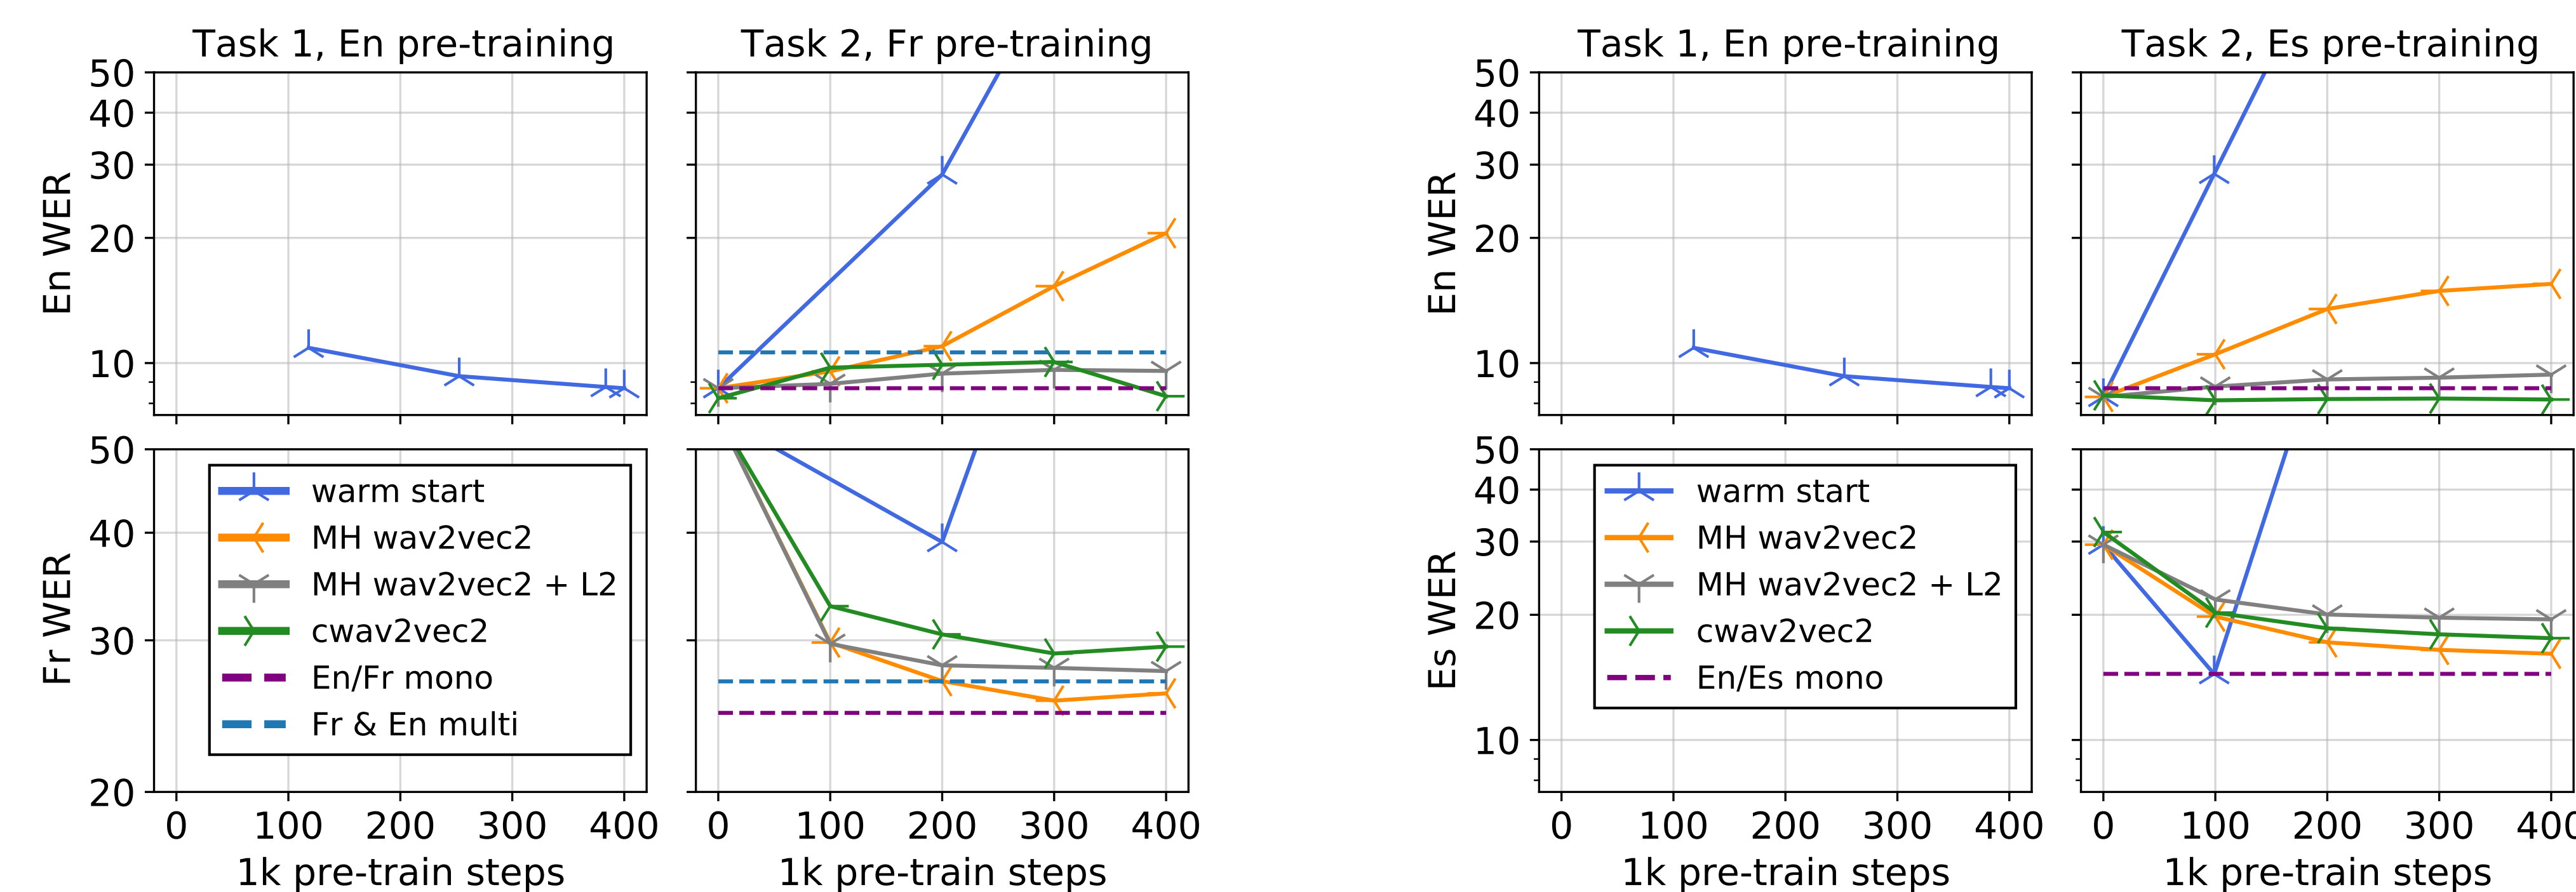 Task 1, En pre-training
Task 2, Fr pre-training
En WER
50
40
30
20
10
Fr WER
50
40
30
20
warm start
MH wav2vec2
MH wav2vec2 + L2
cwav2vec2
En/Fr mono
Fr & En multi
0 100 200 300 400
0 100 200 300 400
1k pre-train steps
1k pre-train steps
Task 1, En pre-training
Task 2, Es pre-training
En WER
50
40
30
20
10
Es WER
50
40
30
20
10
warm start
MH wav2vec2
MH wav2vec2 + L2
cwav2vec2
En/Es mono
0 100 200 300 400
0 100 200 300 400
1k pre-train steps
1k pre-train steps